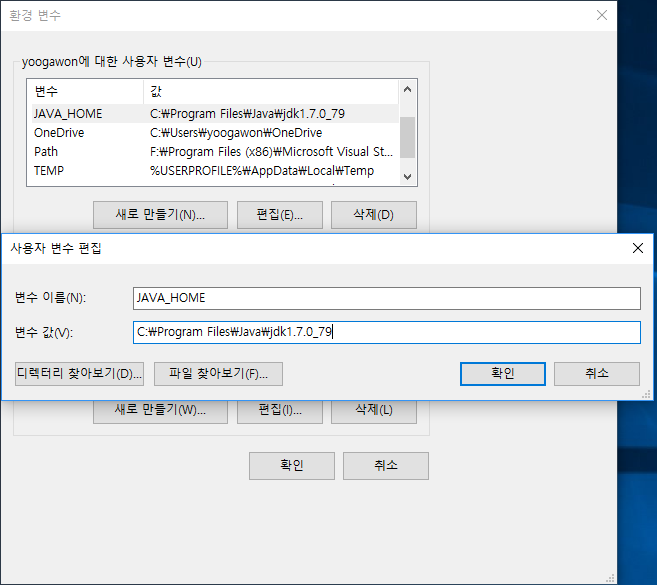 환경 변수
yoogawon에 대한 사용자 변수(U)
변수 값
JAVA_HOME C:₩Program Files₩Java₩jdk1.7.0_79
OneDrive C:₩Users₩yoogawon₩OneDrive
Path F:₩Program Files (x86)₩Microsoft Visual St...
TEMP %USERPROFILE%₩AppData₩Local₩Temp
새로 만들기(N)... 편집(E)... 삭제(D)
사용자 변수 편집
변수 이름(N): JAVA_HOME
변수 값(V): C:₩Program Files₩Java₩jdk1.7.0_79
디렉터리 찾아보기(D)... 파일 찾아보기(F)... 확인 취소
새로 만들기(W)... 편집(I)... 삭제(L)
확인 취소